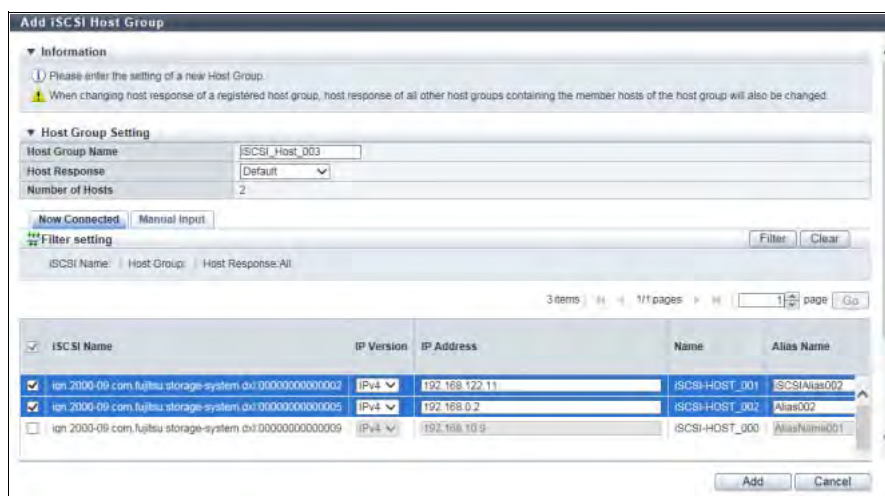 Add iSCSI Host Group
Information
Please enter the setting of a new Host Group.
When changing host response of a registered host group, host response of all other host groups containing the member hosts of the host group will also be changed.
Host Group Setting
Host Group Name iSCSI_Host_003
Host Response Default
Number of Hosts 2
Now Connected Manual Input
Filter setting Filter Clear
iSCSI Name: Host Group: Host Response:All
3 items 1/1 pages 1 page Go
iSCSI Name IP Version IP Address Name Alias Name
iqn.2000-09.com.fujitsu:storage-system.dxl:00000000000002 IPv4 192.168.122.11 iSCSI-HOST_001 iSCSIAlias002
iqn.2000-09.com.fujitsu:storage-system.dxl:00000000000005 IPv4 192.168.0.2 iSCSI-HOST_002 Alias002
iqn.2000-09.com.fujitsu:storage-system.dxl:00000000000009 IPv4 192.168.10.9 iSCSI-HOST_000 AliasName001
Add Cancel